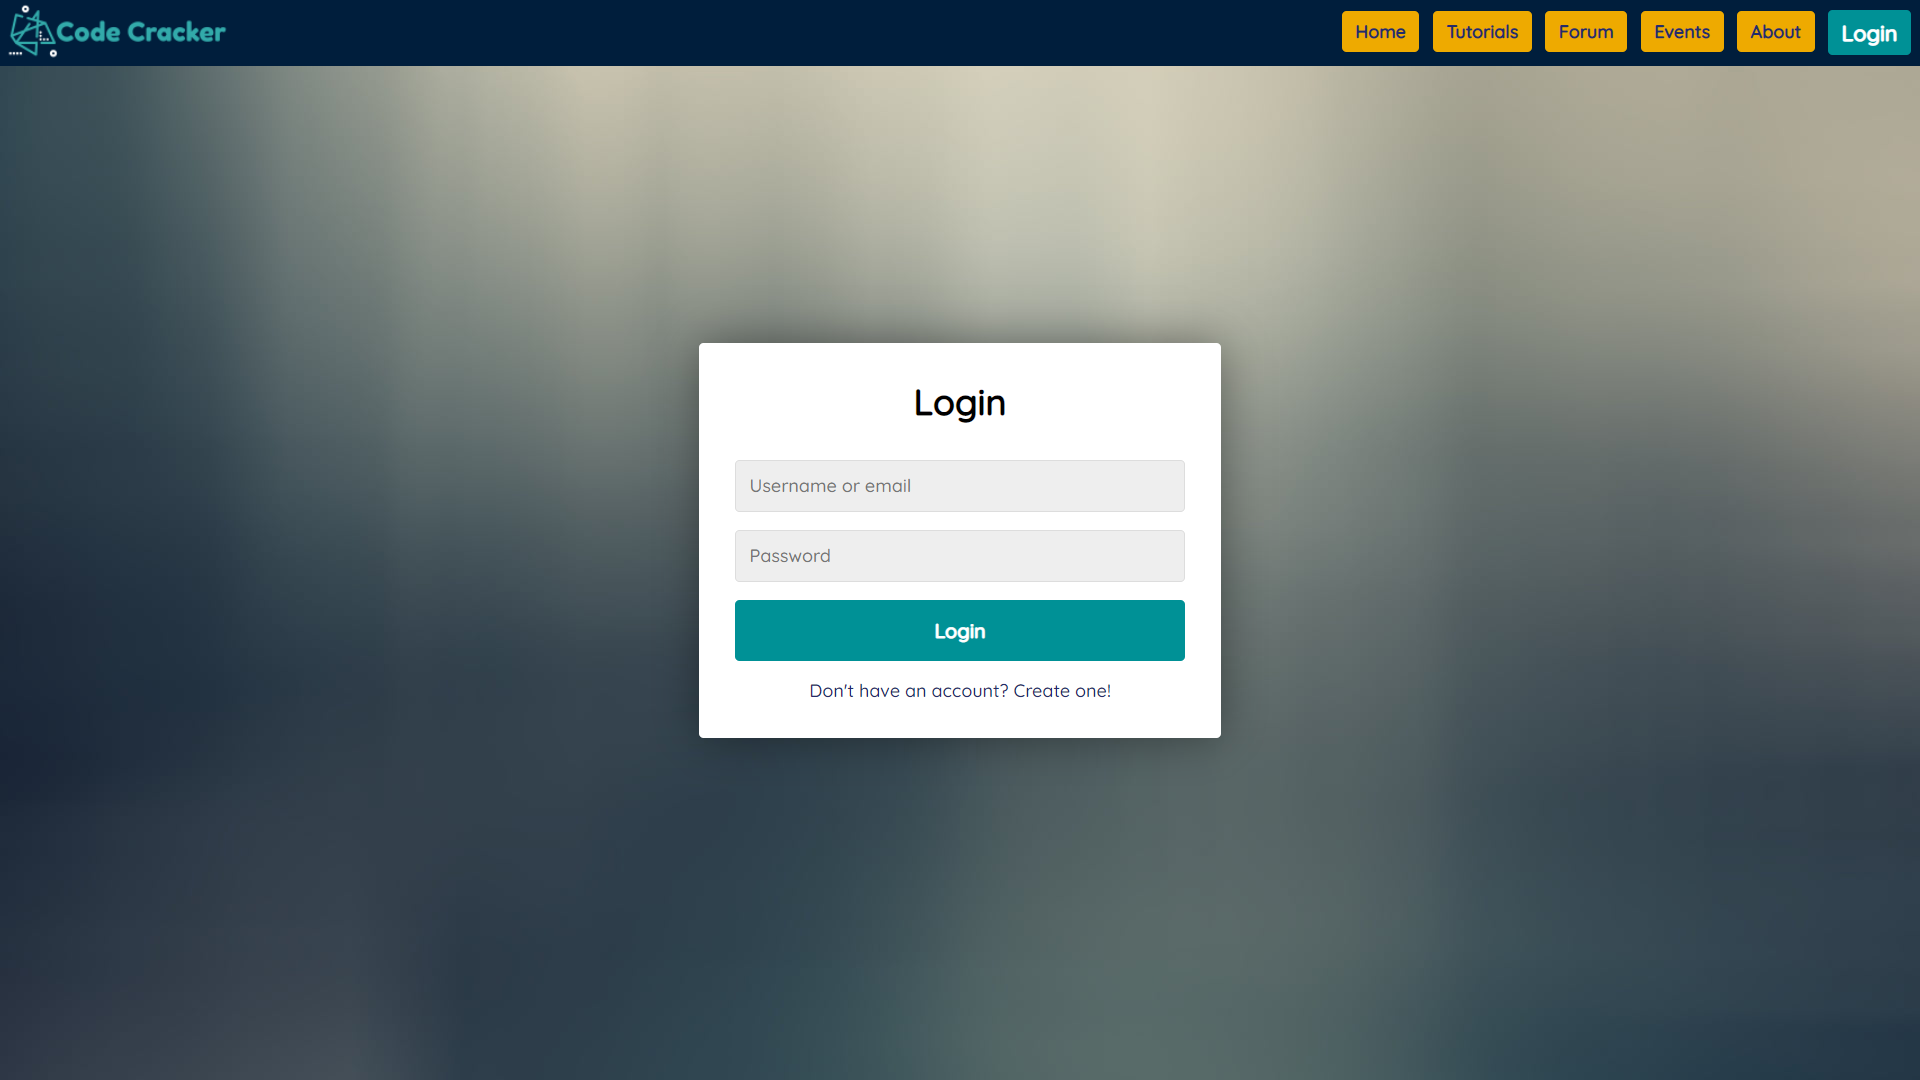 Code Cracker
Home Tutorials Forum Events About Login
Login
Username or email
Password
Login
Don't have an account? Create one!